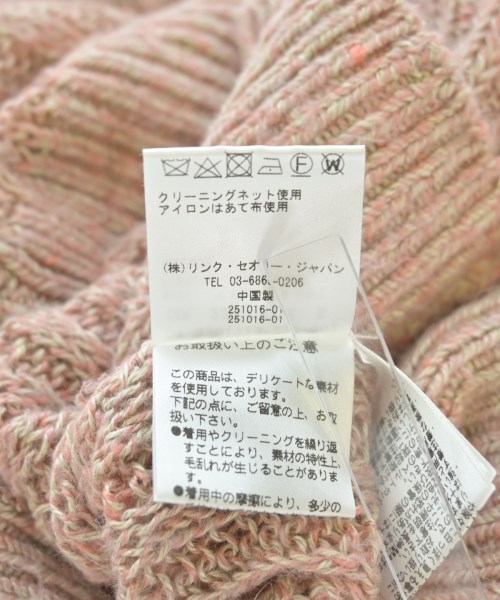 クリーニングネット使用
アイロンはあて布使用
(株)リンク・セオリー・ジャパン
TEL 03-686 -0206
中国製
251016-01
251016-01
お取扱い上のご注意
この商品は、デリケートな素材
を使用しております。
下記の点に、ご留意の上、お取
扱い下さい。
●着用やクリーニングを繰り返
すことにより、素材の特性上、
毛乱れが生じることがありま
す。
●着用中の摩擦により、多少の